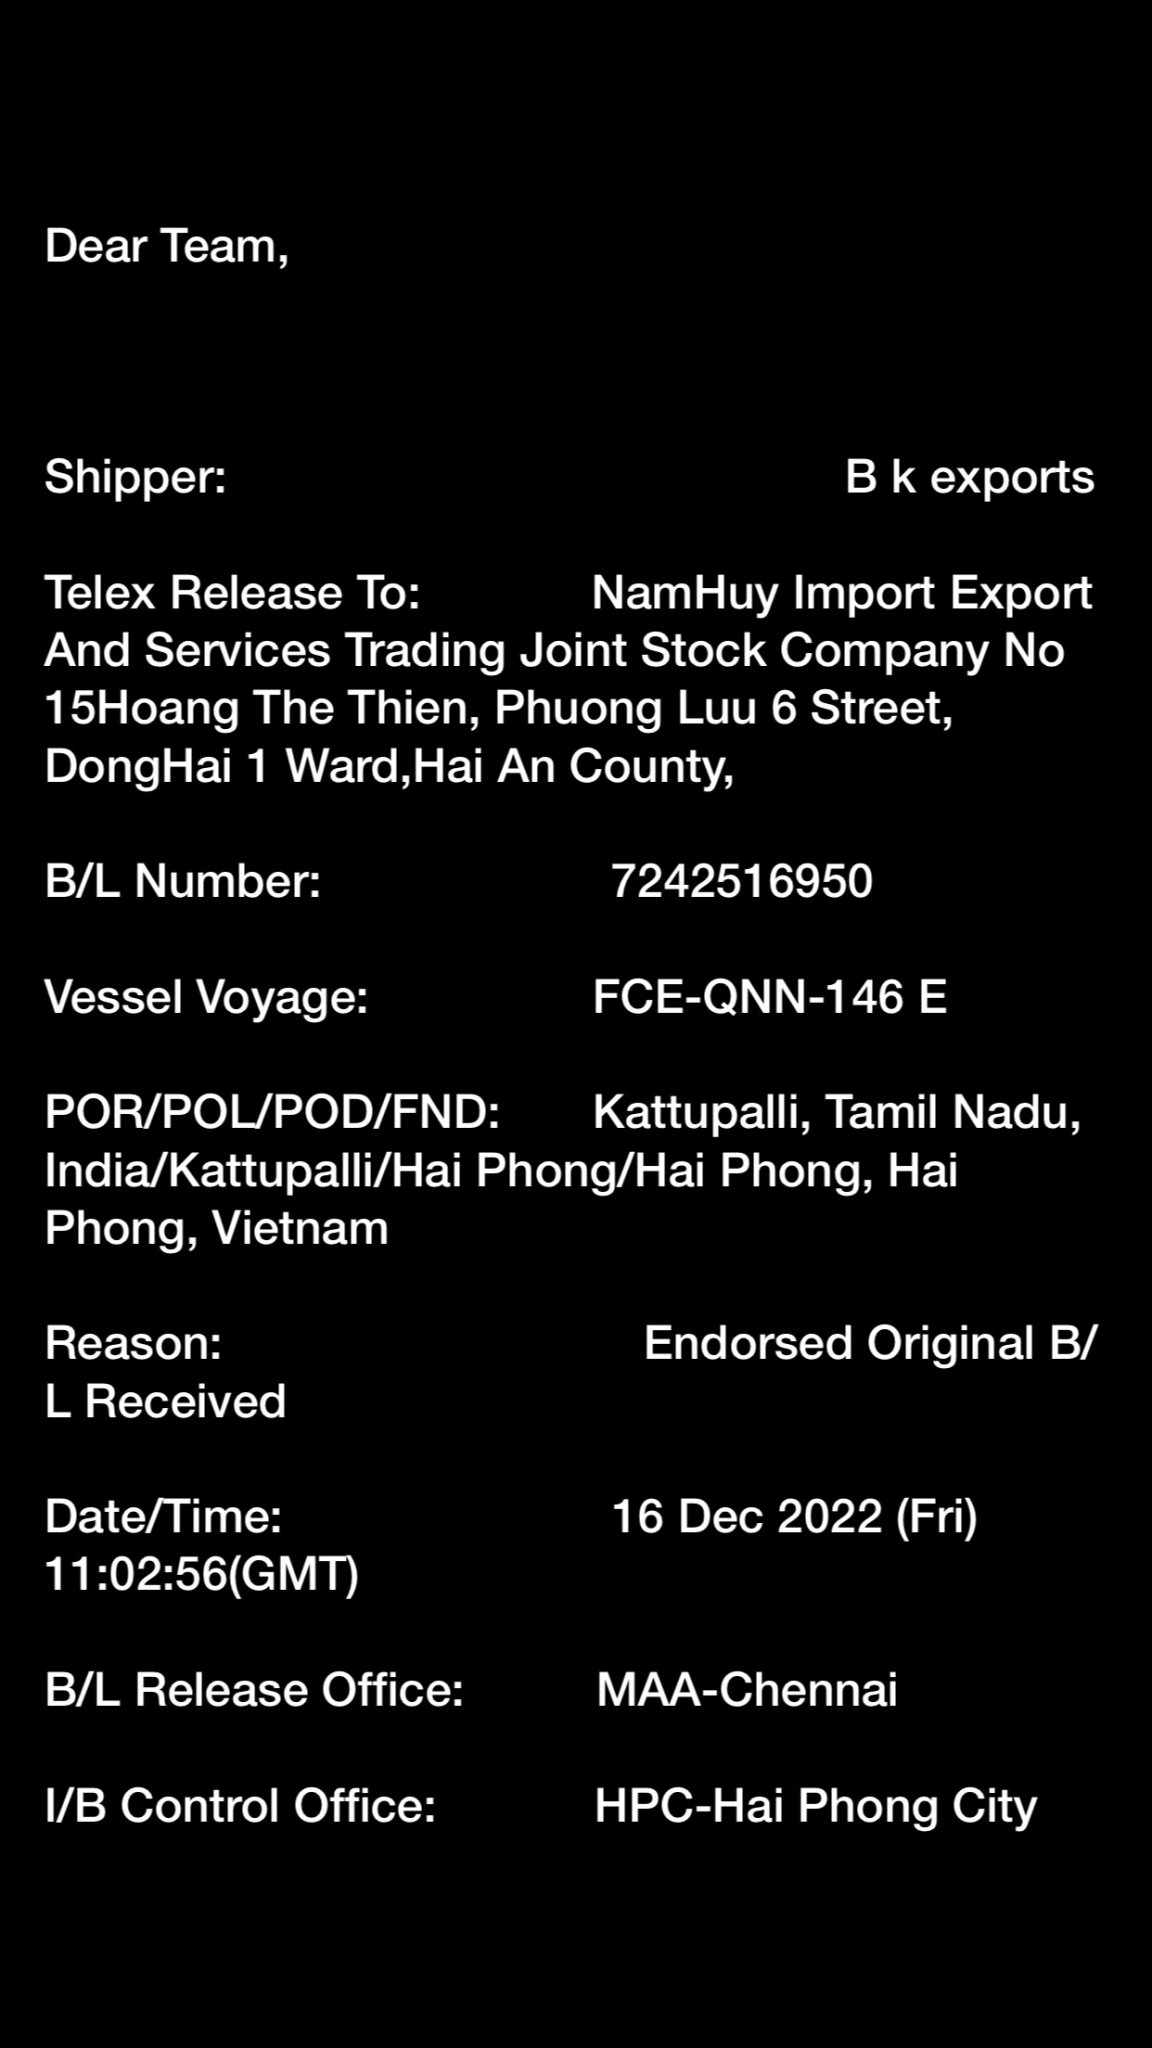 Dear Team,
Shipper: B k exports
Telex Release To: NamHuy Import Export
And Services Trading Joint Stock Company No
15Hoang The Thien, Phuong Luu 6 Street,
DongHai 1 Ward,Hai An County,
B/L Number: 7242516950
Vessel Voyage: FCE-QNN-146 E
POR/POL/POD/FND: Kattupalli, Tamil Nadu,
India/Kattupalli/Hai Phong/Hai Phong, Hai
Phong, Vietnam
Reason: Endorsed Original B/
L Received
Date/Time: 16 Dec 2022 (Fri)
11:02:56(GMT)
B/L Release Office: MAA-Chennai
I/B Control Office: HPC-Hai Phong City